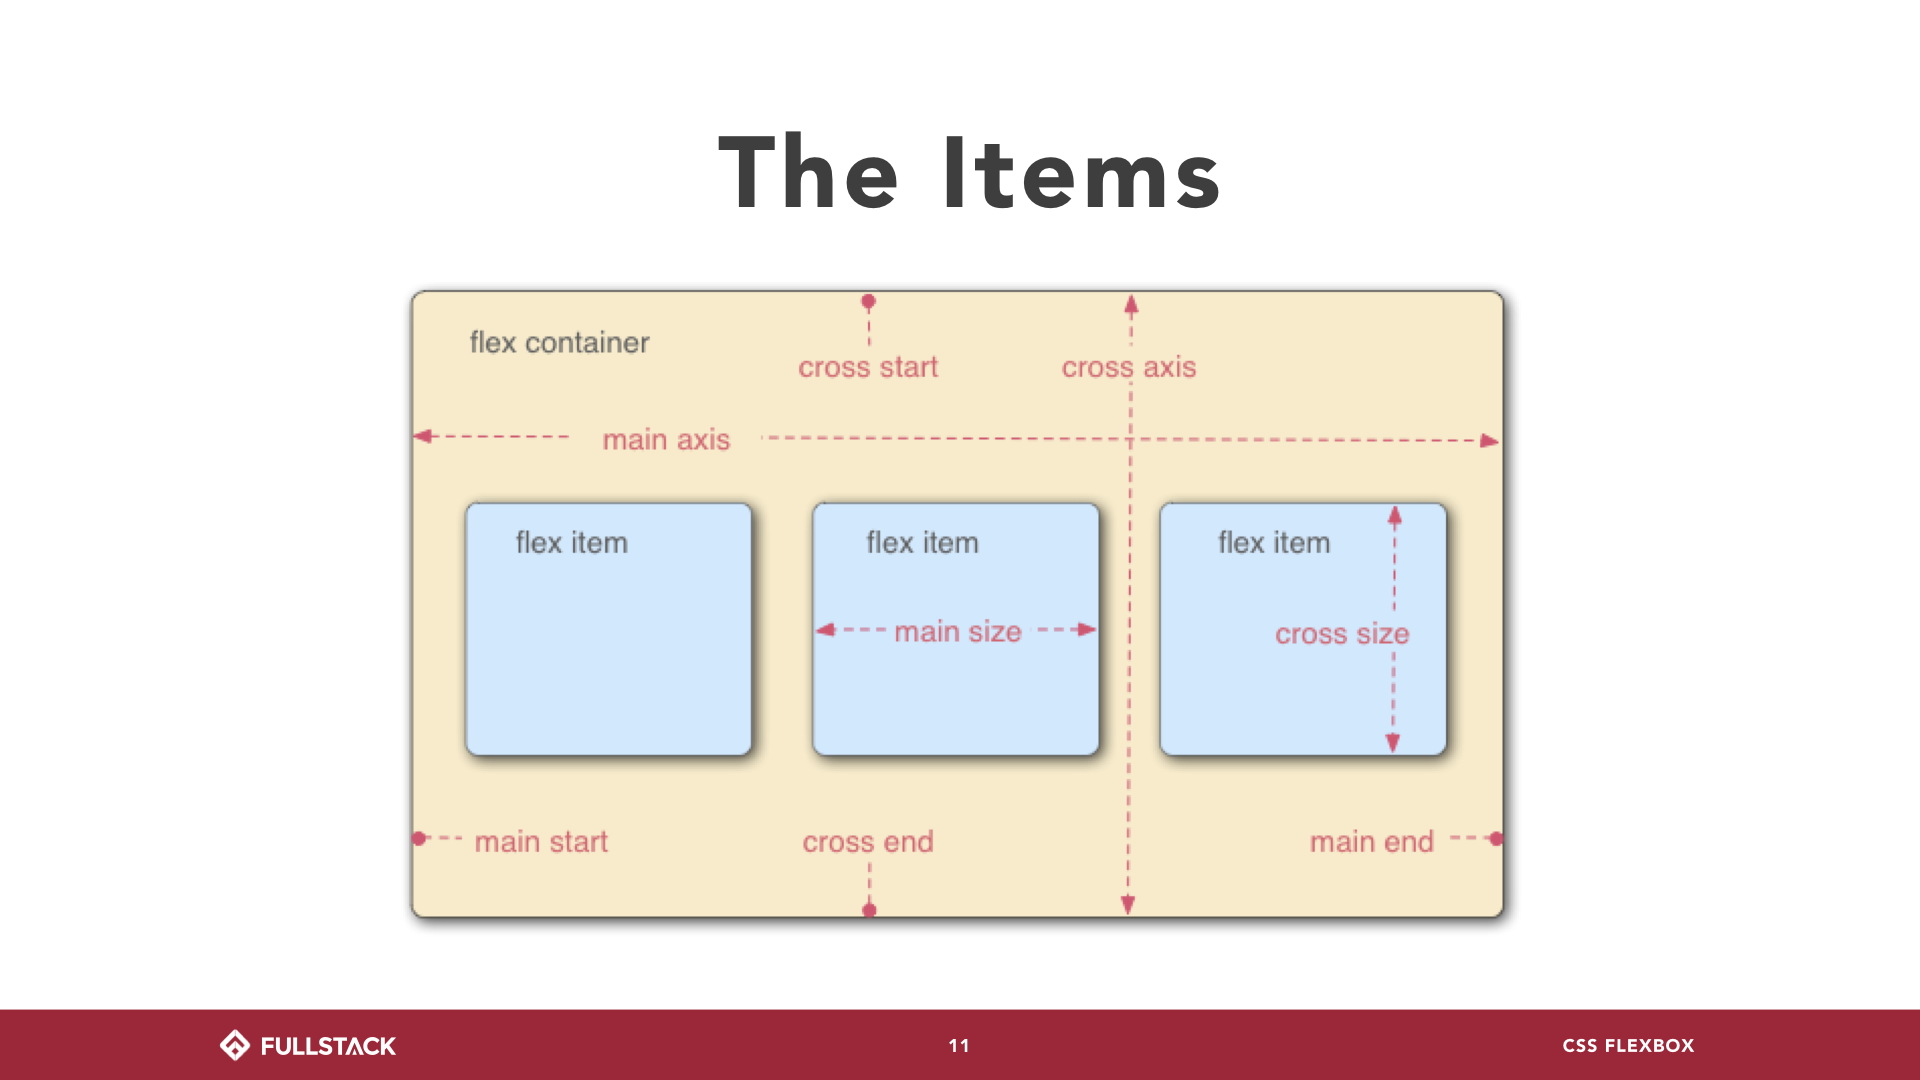 The Items
flex container
cross start
cross axis
main axis
flex item
flex item
flex item
main size
cross size
main start
cross end
main end
FULLSTACK
11
CSS FLEXBOX